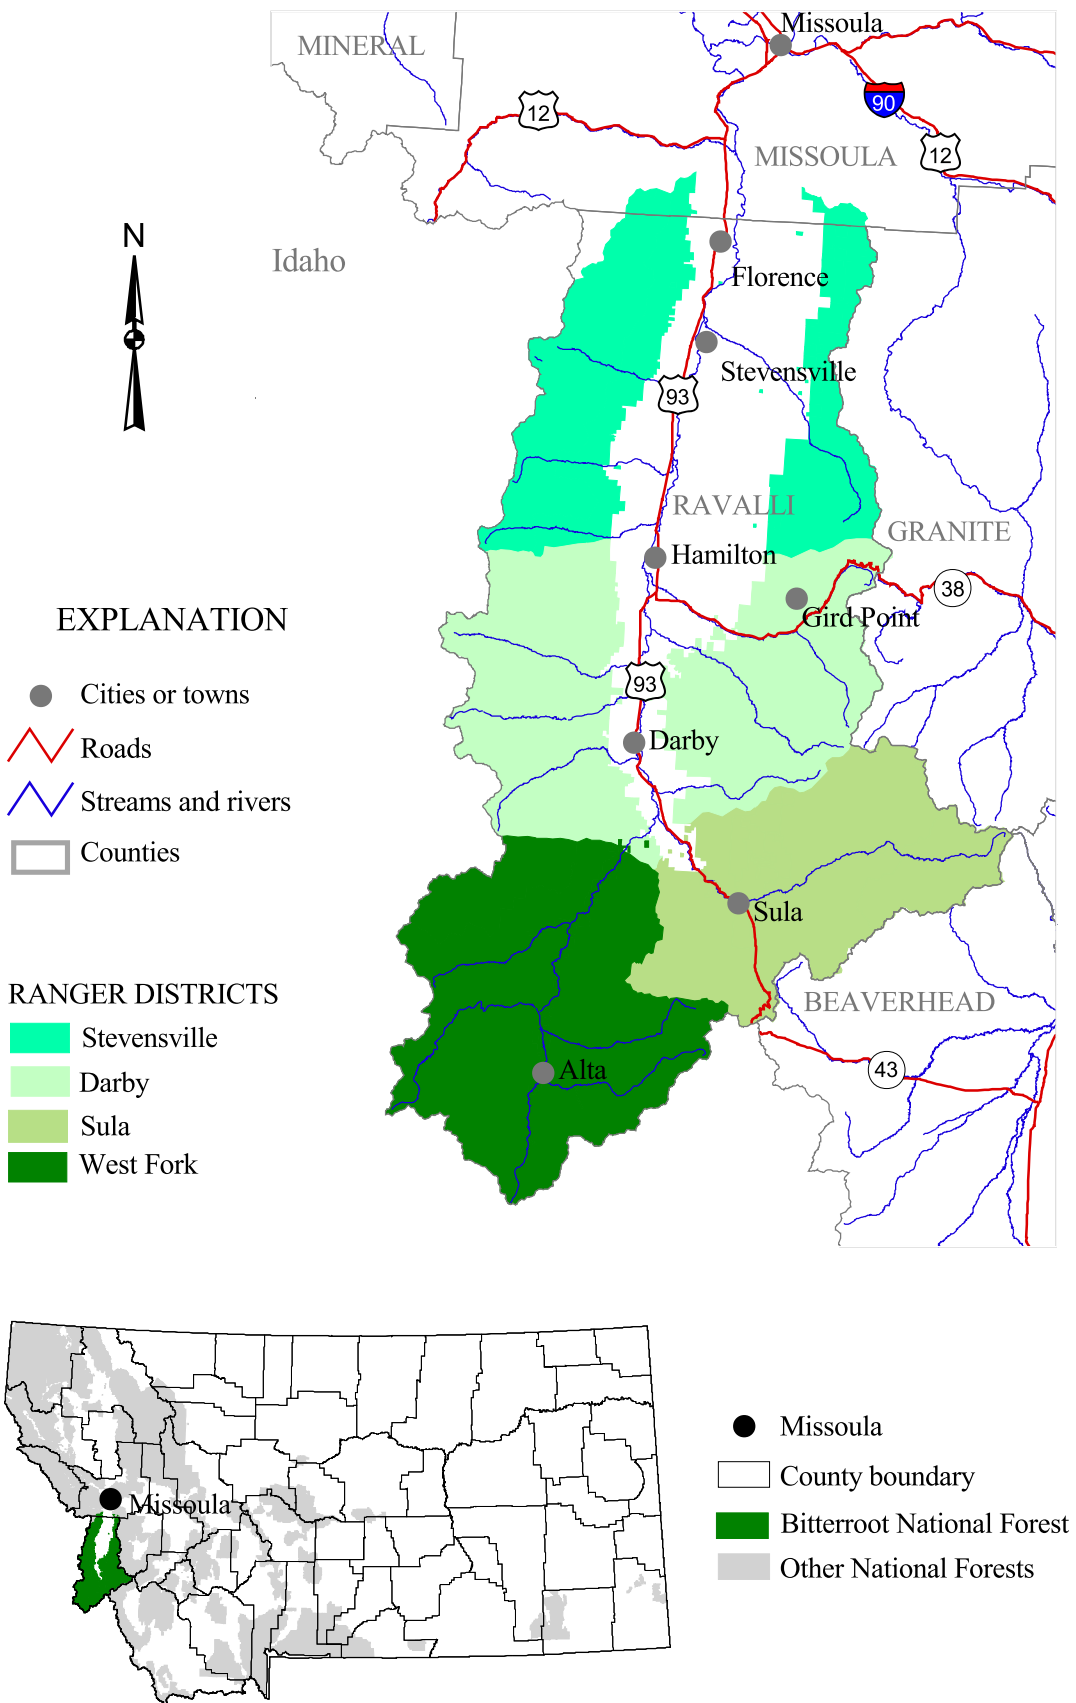 Missoula
MINERAL
90
12
12
MISSOULA
N
Idaho
Florence
Stevensville
93
RAVALLI
GRANITE
Hamilton
38
Gird Point
EXPLANATION
Cities or towns
93
Roads
Darby
Streams and rivers
Counties
Sula
RANGER DISTRICTS
BEAVERHEAD
Stevensville
Alta
43
Darby
Sula
West Fork
Missoula
Missoula
County boundary
Bitterroot National Forest
Other National Forests